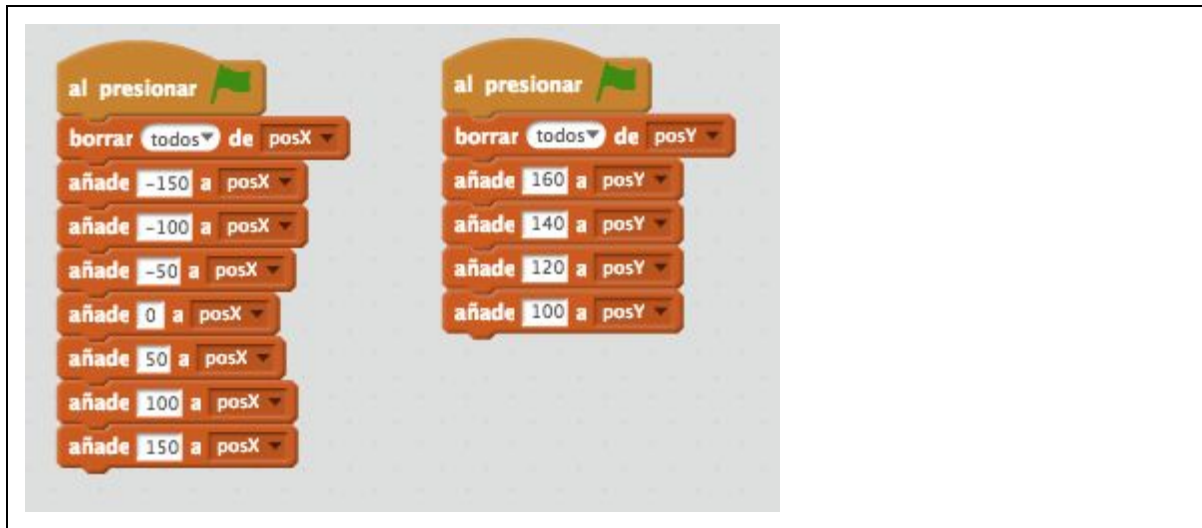 al presionar
borrar todos de posX
añade -150 a posX
añade -100 a posX
añade -50 a posX
añade 0 a posX
añade 50 a posX
añade 100 a posX
añade 150 a posX
al presionar
borrar todos de posY
añade 160 a posY
añade 140 a posY
añade 120 a posY
añade 100 a posY